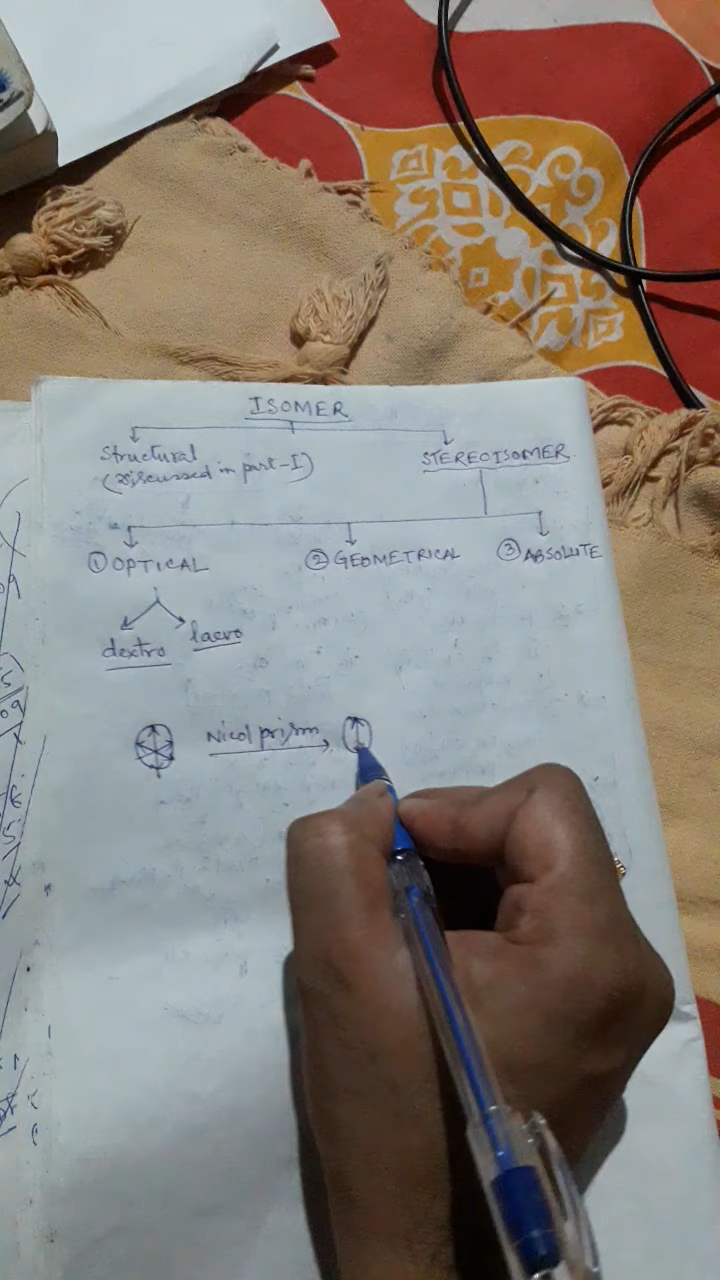 ISOMER
Structural
(discussed in part-I)
STEREOISOMER
① OPTICAL
② GEOMETRICAL
③ ABSOLUTE
dextro
laevo
Nicol prism